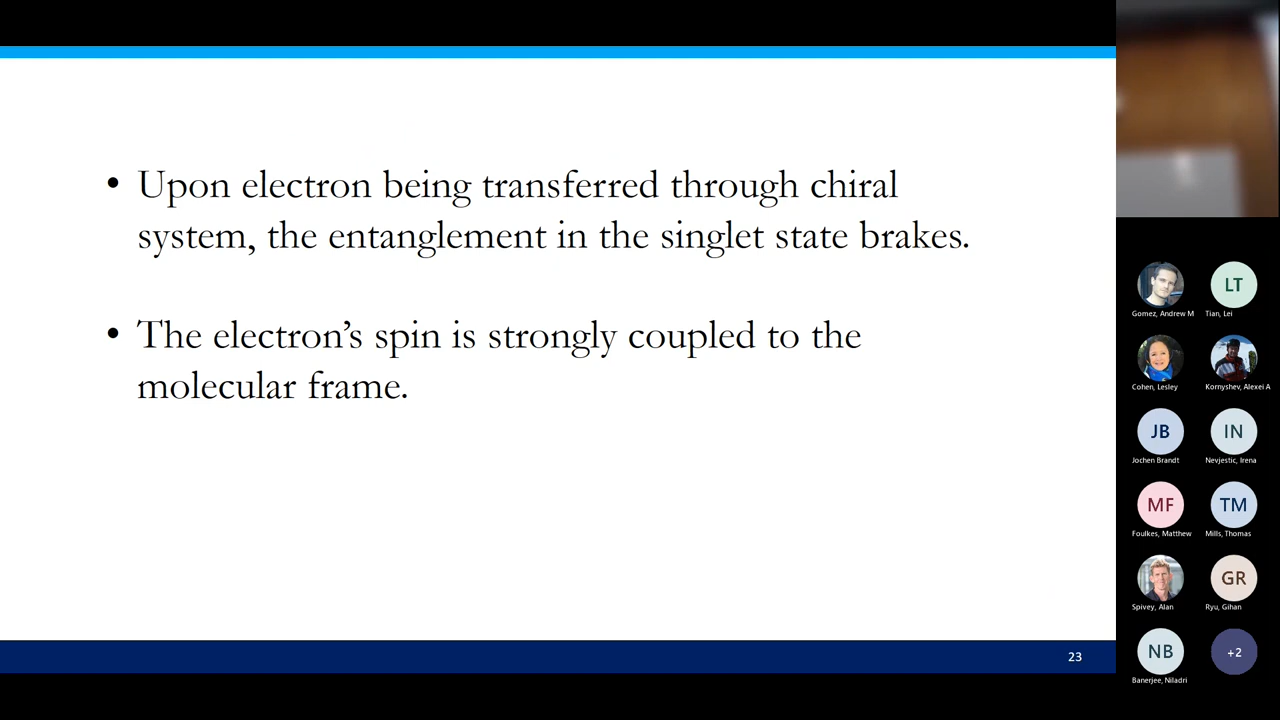 • Upon electron being transferred through chiral
system, the entanglement in the singlet state brakes.
• The electron’s spin is strongly coupled to the
molecular frame.
23
Gomez, Andrew M
LT
Tian, Lei
Cohen, Lesley
Kornyshev, Alexei A
JB
Jochen Brandt
IN
Nevjestic, Irena
MF
Foulkes, Matthew
TM
Mills, Thomas
Spivey, Alan
GR
Ryu, Gihan
NB
Banerjee, Niladri
+2